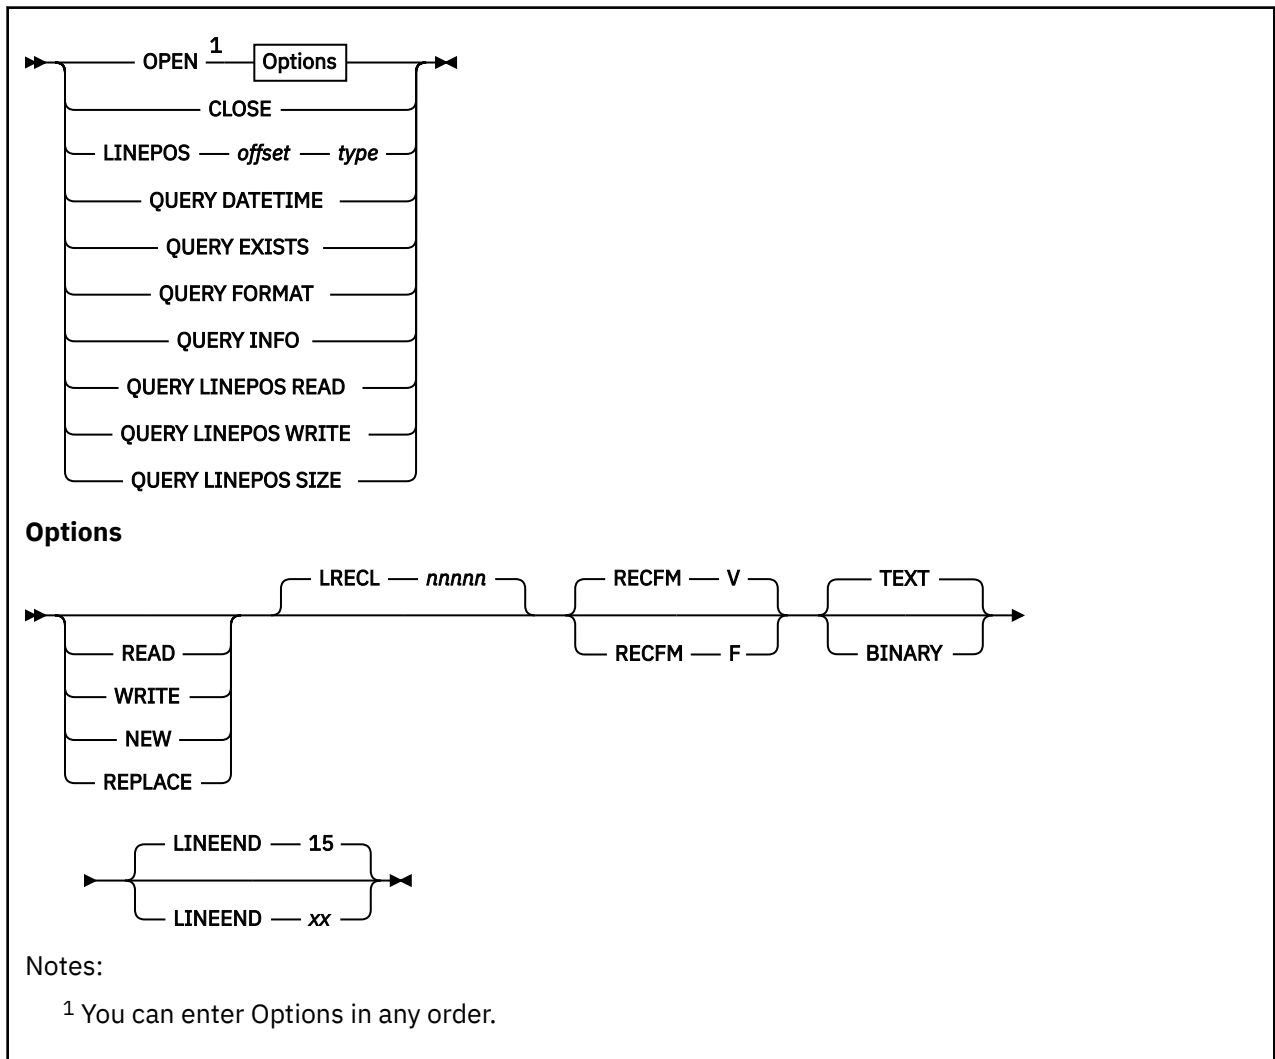 OPEN 1 Options
CLOSE
LINEPOS offset type
QUERY DATETIME
QUERY EXISTS
QUERY FORMAT
QUERY INFO
QUERY LINEPOS READ
QUERY LINEPOS WRITE
QUERY LINEPOS SIZE
Options
LRECL nnnnn RECFM V TEXT
READ RECFM F BINARY
WRITE
NEW
REPLACE
LINEEND 15
LINEEND xx
Notes:
1 You can enter Options in any order.